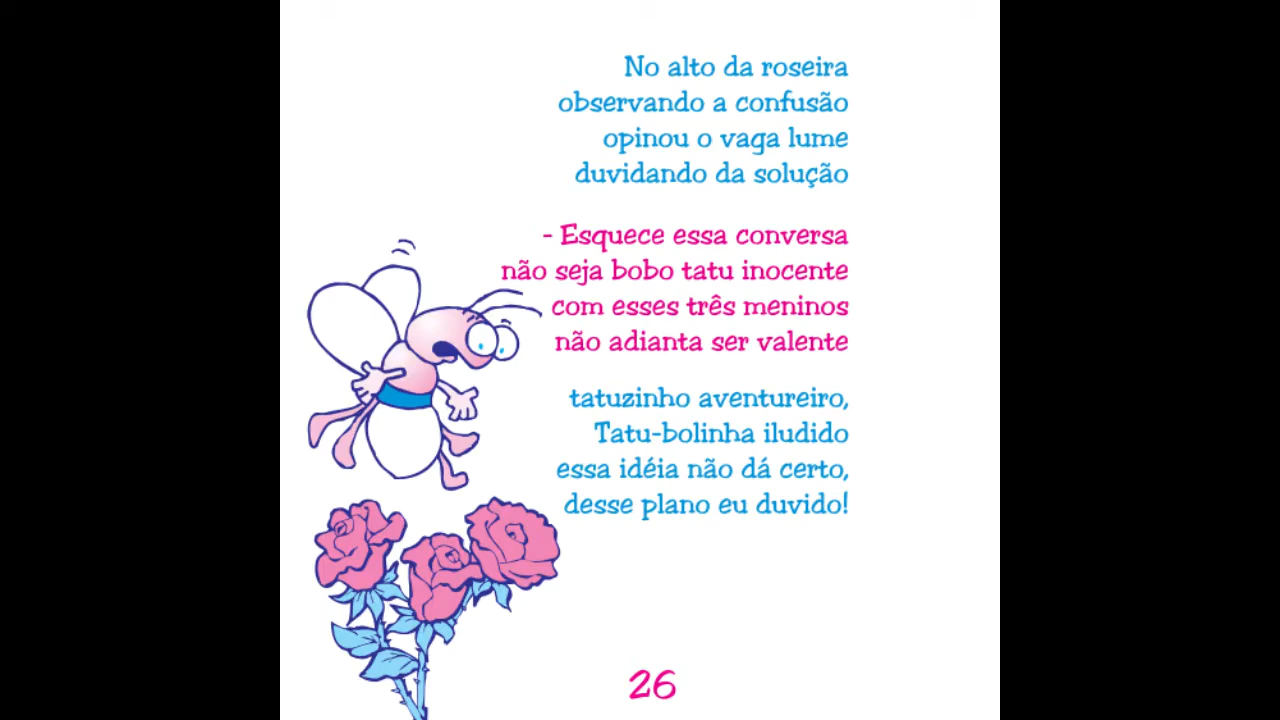 No alto da roseira
observando a confusão
opinou o vaga lume
duvidando da solução
- Esquece essa conversa
não seja bobo tatu inocente
com esses três meninos
não adianta ser valente
tatuzinho aventureiro,
Tatu-bolinha iludido
essa idéia não dá certo,
desse plano eu duvido!
26